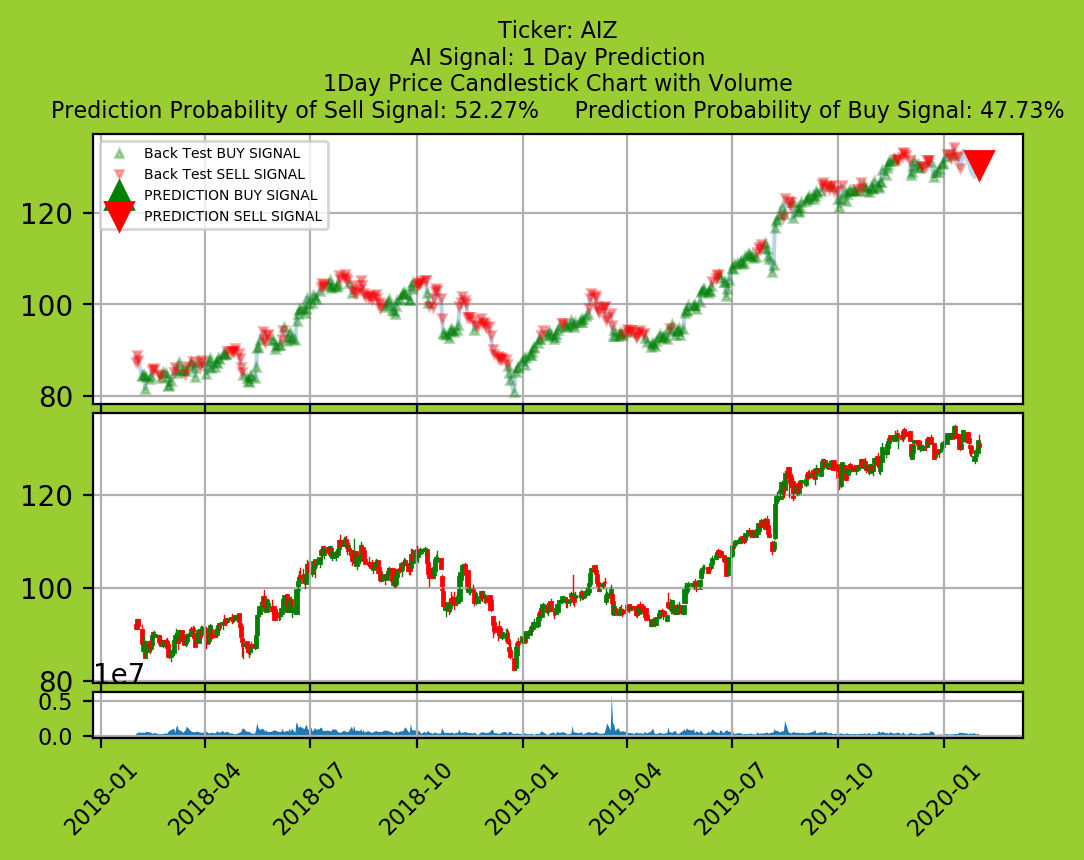 Ticker: AIZ
AI Signal: 1 Day Prediction
1Day Price Candlestick Chart with Volume
Prediction Probability of Sell Signal: 52.27% Prediction Probability of Buy Signal: 47.73%
Back Test BUY SIGNAL
Back Test SELL SIGNAL
PREDICTION BUY SIGNAL
PREDICTION SELL SIGNAL
120
100
80
120
100
80
1e7
0.5
0.0
2018-01
2018-04
2018-07
2018-10
2019-01
2019-04
2019-07
2019-10
2020-01